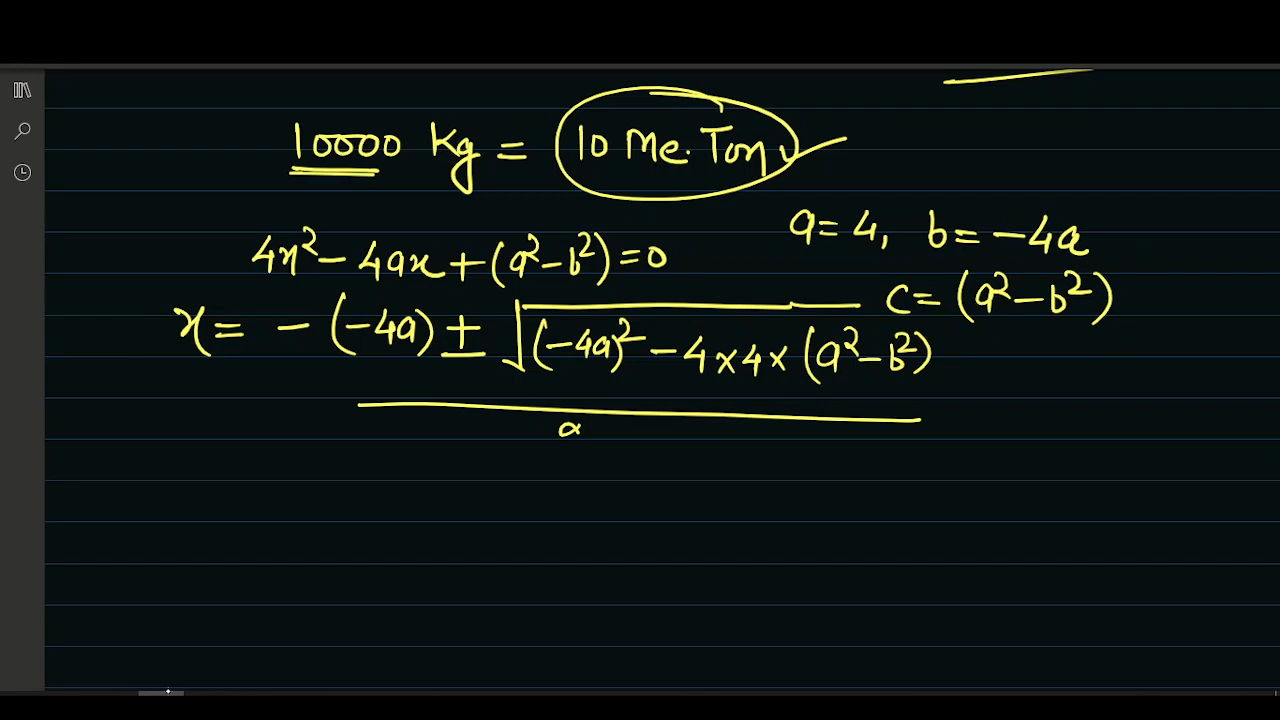 10000 Kg = 10 Me. Ton
4x² - 4ax + (a² - b²) = 0
a = 4, b = -4a
c = (a² - b²)
x = -(-4a) ± √(-4a)² - 4 × 4 × (a² - b²)